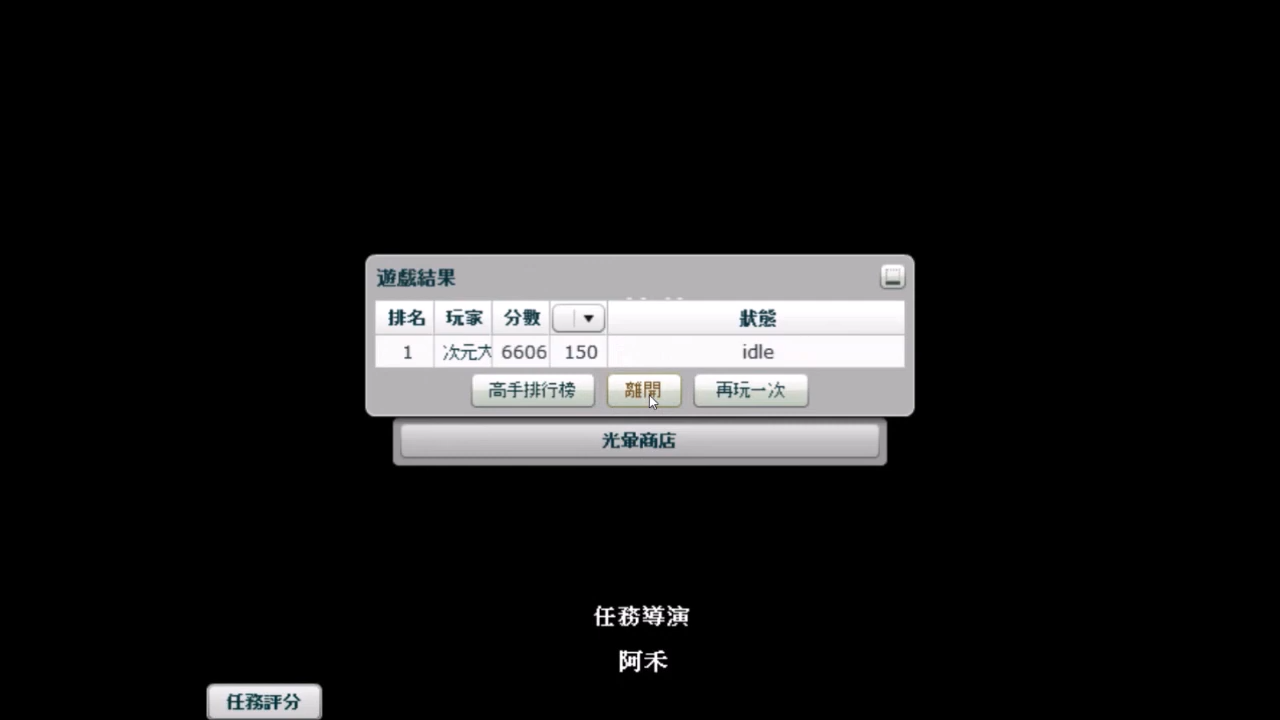 遊戲結果
排名 玩家 分數 狀態
1 次元大 6606 150 idle
高手排行榜 離開 再玩一次
光暈商店
任務導演
阿禾
任務評分